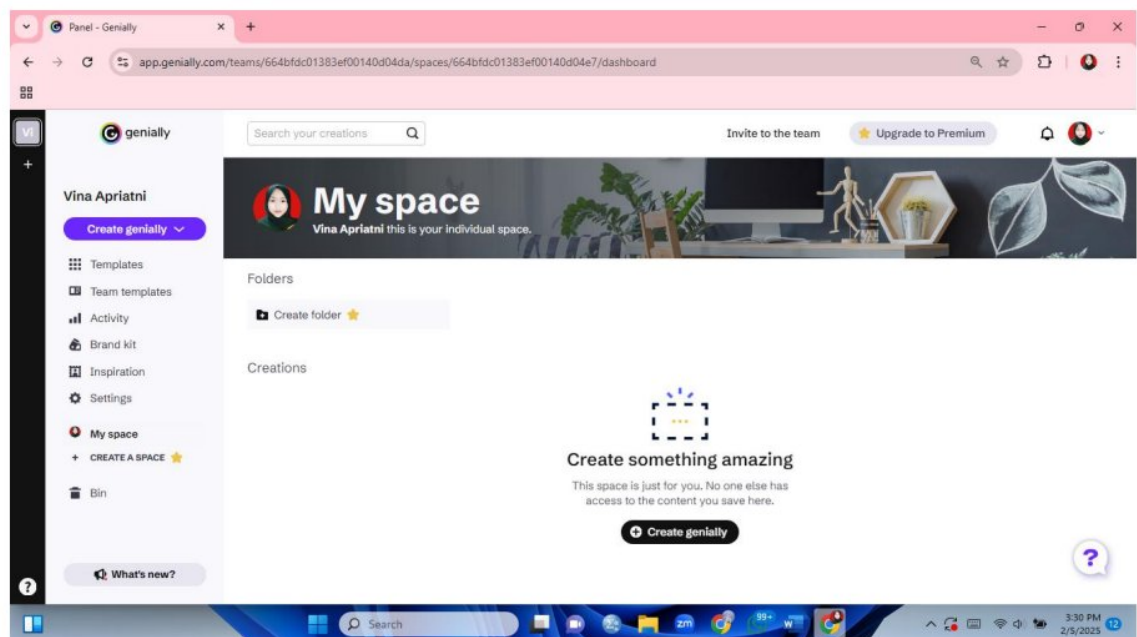 Panel - Genially
app.genially.com/teams/664bfdc01383ef00140d04da/spaces/664bfdc01383ef00140d04e7/dashboard
VI
genially
Search your creations
Invite to the team
Upgrade to Premium
Vina Apriatni
Create genially
Templates
Team templates
Activity
Brand kit
Inspiration
Settings
My space
+ CREATE A SPACE
Bin
What's new?
?
My space
Vina Apriatni this is your individual space.
Folders
Create folder
Creations
Create something amazing
This space is just for you. No one else has
access to the content you save here.
Create genially
?
Search
zm
99+
W
3:30 PM
2/5/2025
12